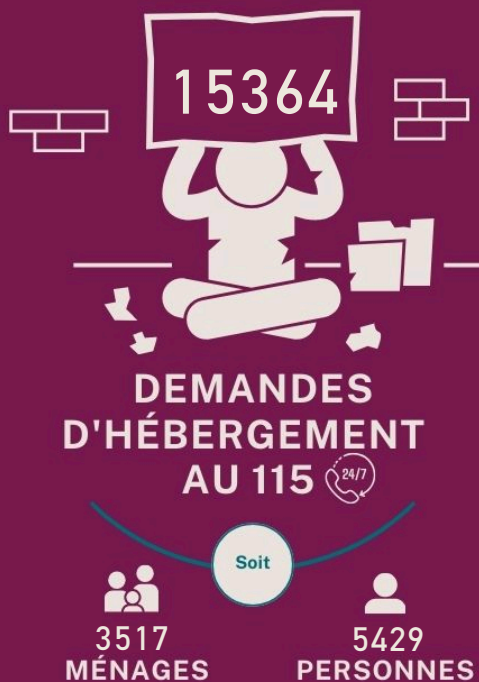 15364
DEMANDES
D'HÉBERGEMENT
AU 115 24/7
Soit
3517
MÉNAGES
5429
PERSONNES